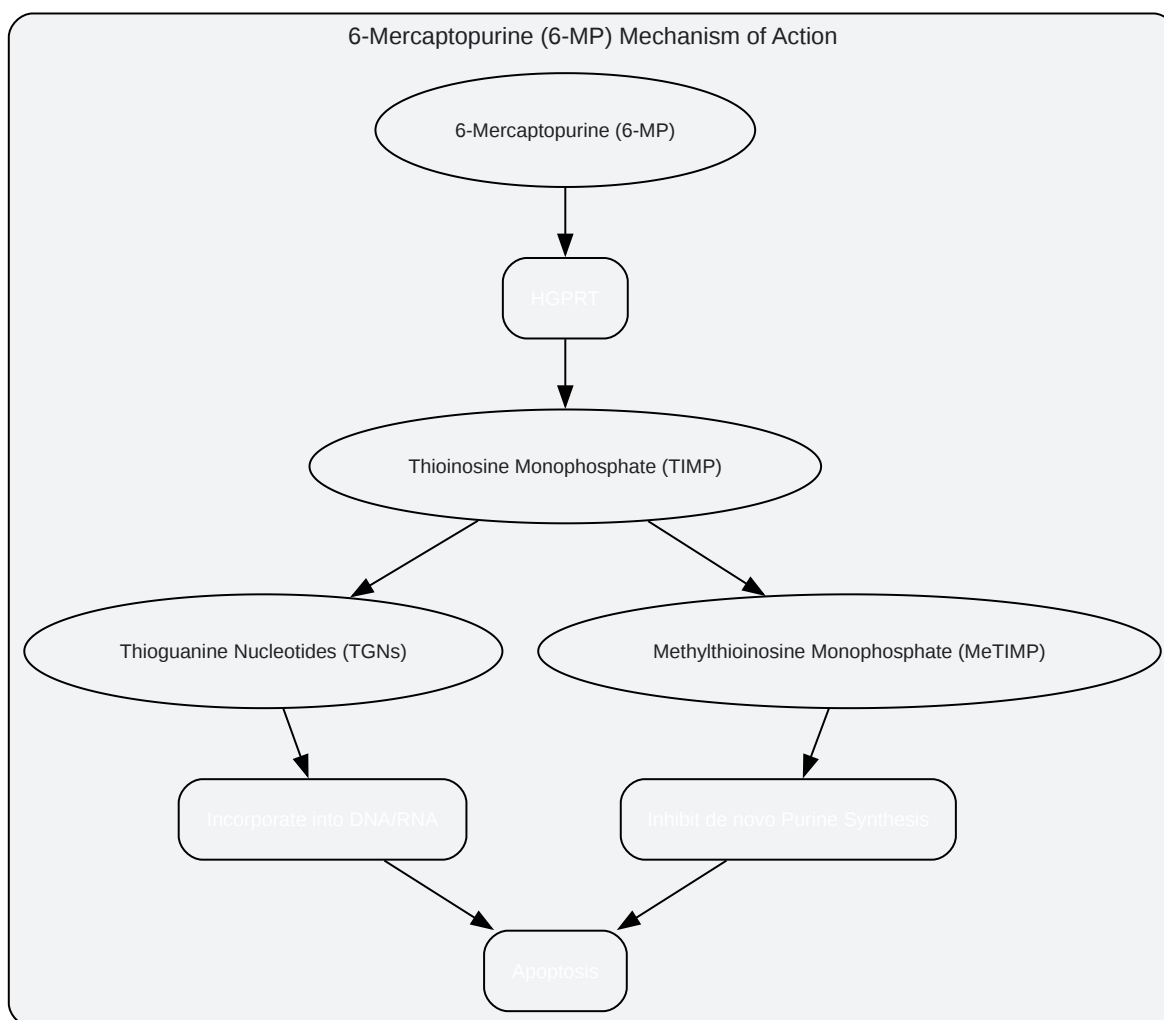 6-Mercaptopurine (6-MP) Mechanism of Action
6-Mercaptopurine (6-MP)
HGPRT
Thioinosine Monophosphate (TIMP)
Thioguanine Nucleotides (TGNs)
Methylthioinosine Monophosphate (MeTIMP)
Incorporate into DNA/RNA
Inhibit de novo Purine Synthesis
Apoptosis